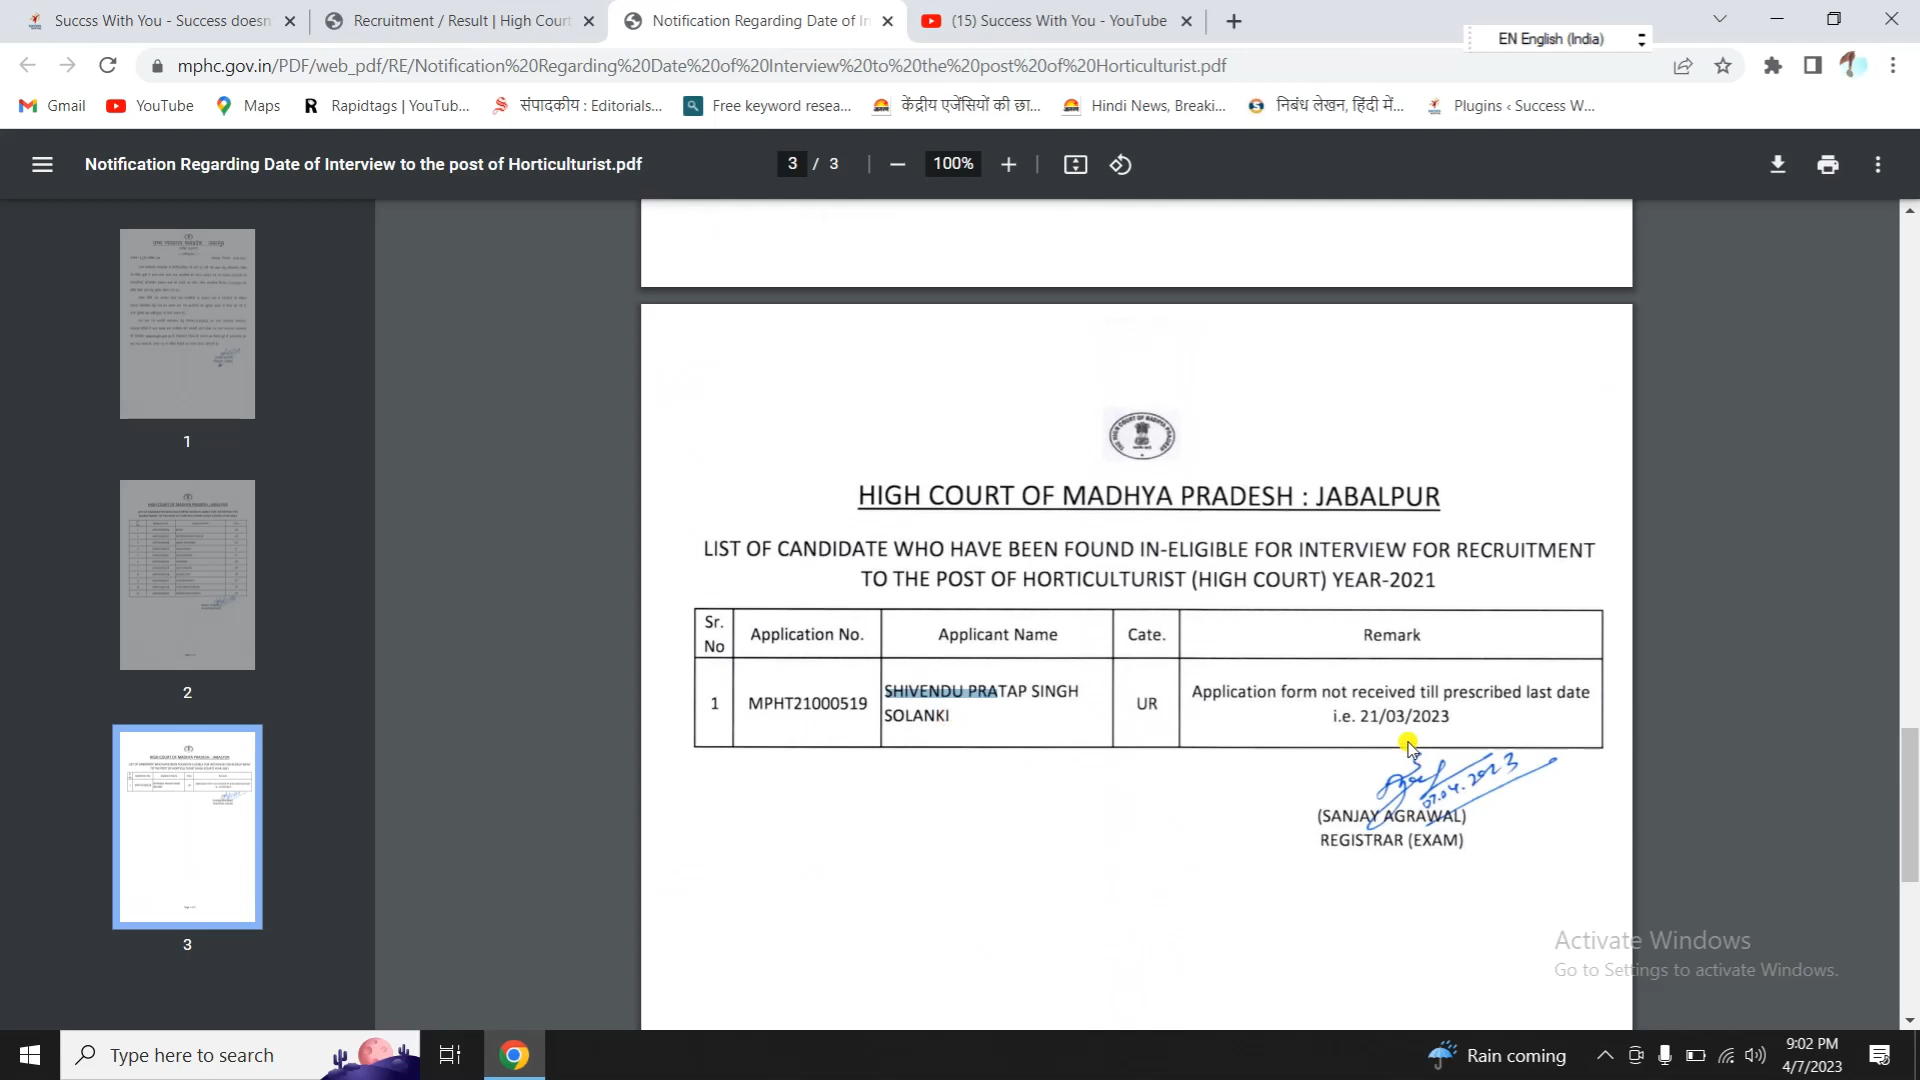 Succss With You - Success doesn
Recruitment / Result | High Court
Notification Regarding Date of In
(15) Success With You - YouTube
EN English (India)
mphc.gov.in/PDF/web_pdf/RE/Notification%20Regarding%20Date%20of%20Interview%20to%20the%20post%20of%20Horticulturist.pdf
Gmail
YouTube
Maps
Rapidtags | YouTub...
संपादकीय : Editorials...
Free keyword resea...
केंद्रीय एजेंसियों की छा...
Hindi News, Breaki...
निबंध लेखन, हिंदी में...
Plugins ‹ Success W...
Notification Regarding Date of Interview to the post of Horticulturist.pdf
3 / 3
100%
1
2
3
HIGH COURT OF MADHYA PRADESH : JABALPUR
LIST OF CANDIDATE WHO HAVE BEEN FOUND IN-ELIGIBLE FOR INTERVIEW FOR RECRUITMENT
TO THE POST OF HORTICULTURIST (HIGH COURT) YEAR-2021
Sr. No
Application No.
Applicant Name
Cate.
Remark
1
MPHT21000519
SHIVENDU PRATAP SINGH
SOLANKI
UR
Application form not received till prescribed last date
i.e. 21/03/2023
07.04.2023
(SANJAY AGRAWAL)
REGISTRAR (EXAM)
Activate Windows
Go to Settings to activate Windows.
Type here to search
Rain coming
9:02 PM
4/7/2023